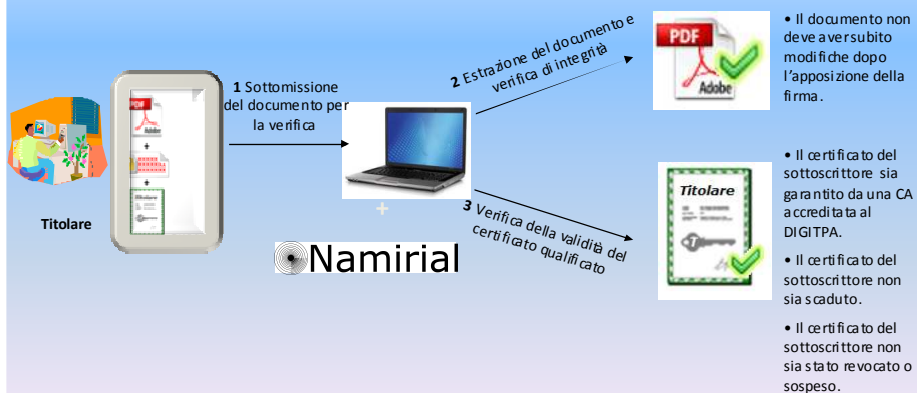 Titolare
PDF
1 Sottomissione
del documento per
la verifica
Namirial
2 Estrazione del documento e
verifica di integrità
3 Verifica della validità del
certificato qualificato
PDF
Adobe
• Il documento non
deve aver subito
modifiche dopo
l'apposizione della
firma.
Titolare
• Il certificato del
sottoscrittore sia
garantito da una CA
accreditata al
DIGITPA.
• Il certificato del
sottoscrittore non
sia scaduto.
• Il certificato del
sottoscrittore non
sia stato revocato o
sospeso.